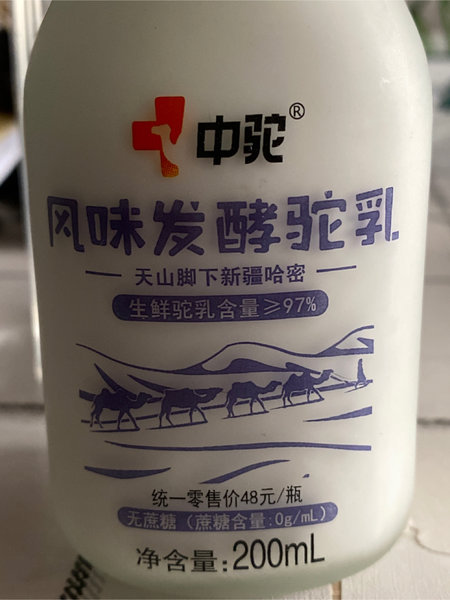 中驼®
风味发酵驼乳
天山脚下新疆哈密
生鲜驼乳含量≥97%
统一零售价48元/瓶
无蔗糖（蔗糖含量:0g/mL）
净含量:200mL